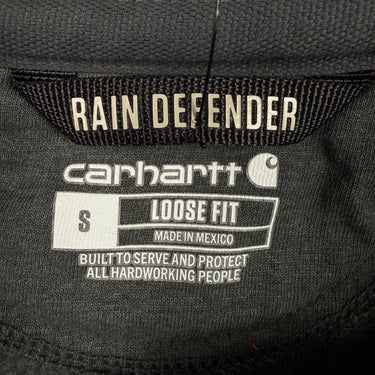 RAIN DEFENDER
carhartt
S
LOOSE FIT
MADE IN MEXICO
BUILT TO SERVE AND PROTECT
ALL HARDWORKING PEOPLE